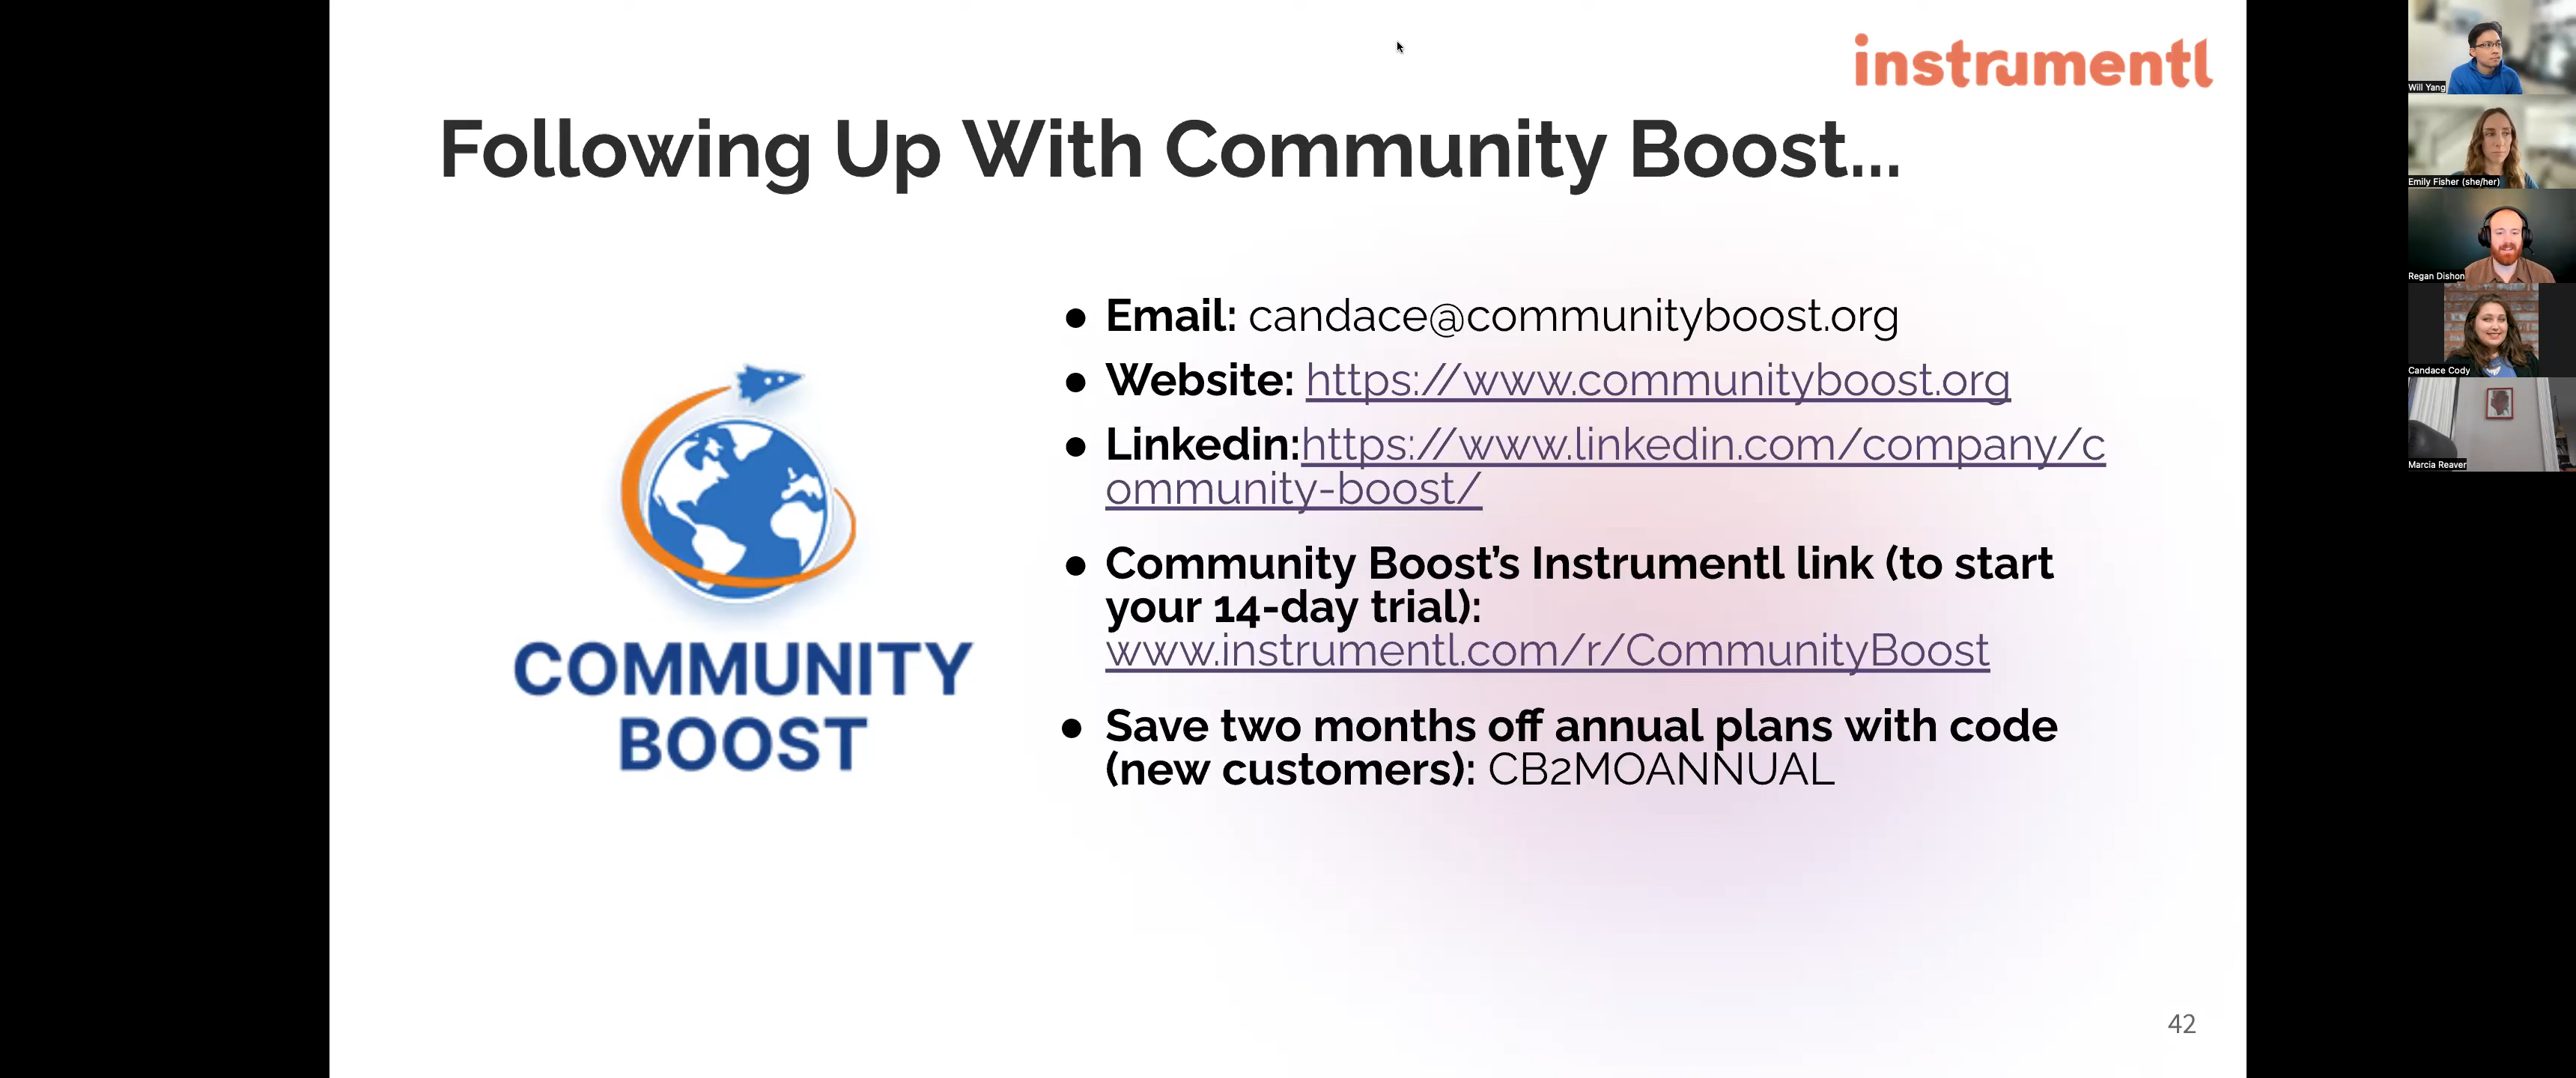 instrumentl
Following Up With Community Boost...
● Email: candace@communityboost.org
● Website: https://www.communityboost.org
● Linkedin:https://www.linkedin.com/company/c
ommunity-boost/
● Community Boost’s Instrumentl link (to start
your 14-day trial):
www.instrumentl.com/r/CommunityBoost
● Save two months off annual plans with code
(new customers): CB2MOANNUAL
COMMUNITY
BOOST
42
Will Yang
Emily Fisher (she/her)
Regan Dishon
Candace Cody
Marcia Reaver